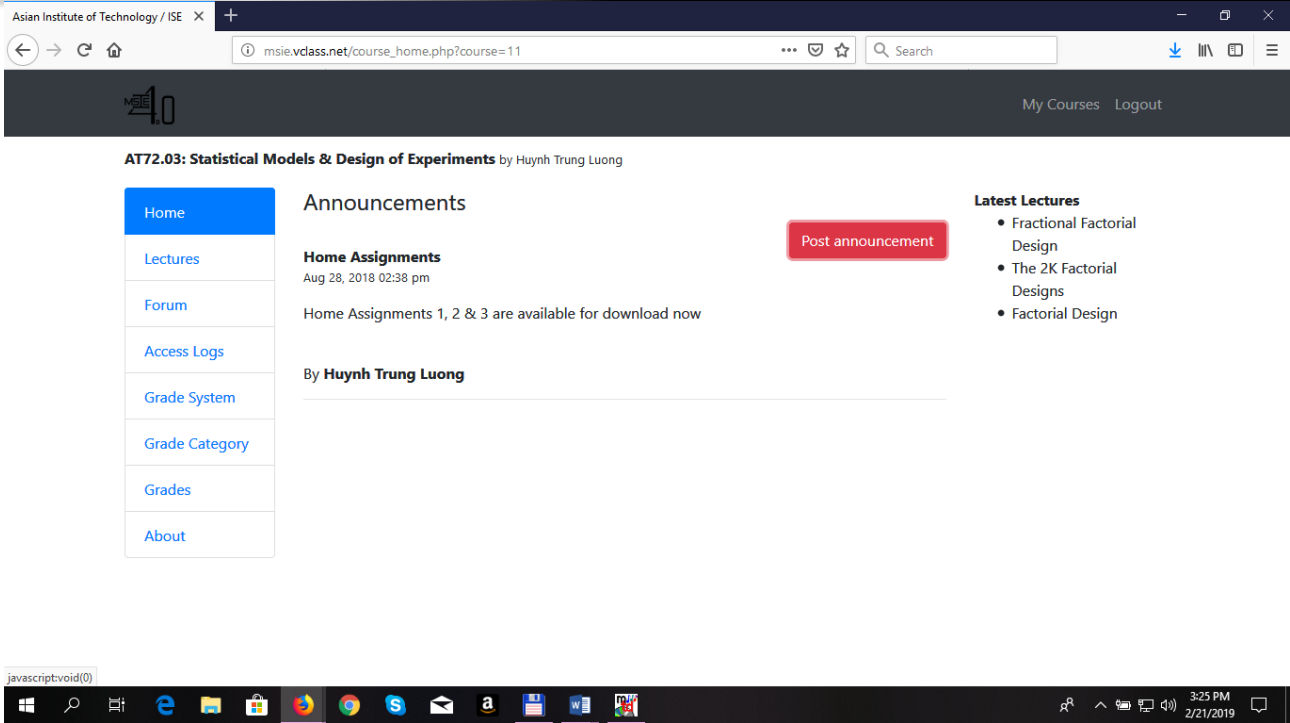 Asian Institute of Technology / ISE
msie.vclass.net/course_home.php?course=11
Search
MSIE 4.0
My Courses Logout
AT72.03: Statistical Models & Design of Experiments by Huynh Trung Luong
Home
Lectures
Forum
Access Logs
Grade System
Grade Category
Grades
About
Announcements
Post announcement
Home Assignments
Aug 28, 2018 02:38 pm
Home Assignments 1, 2 & 3 are available for download now
By Huynh Trung Luong
Latest Lectures
Fractional Factorial
Design
The 2K Factorial
Designs
Factorial Design
javascript:void(0)
3:25 PM
2/21/2019